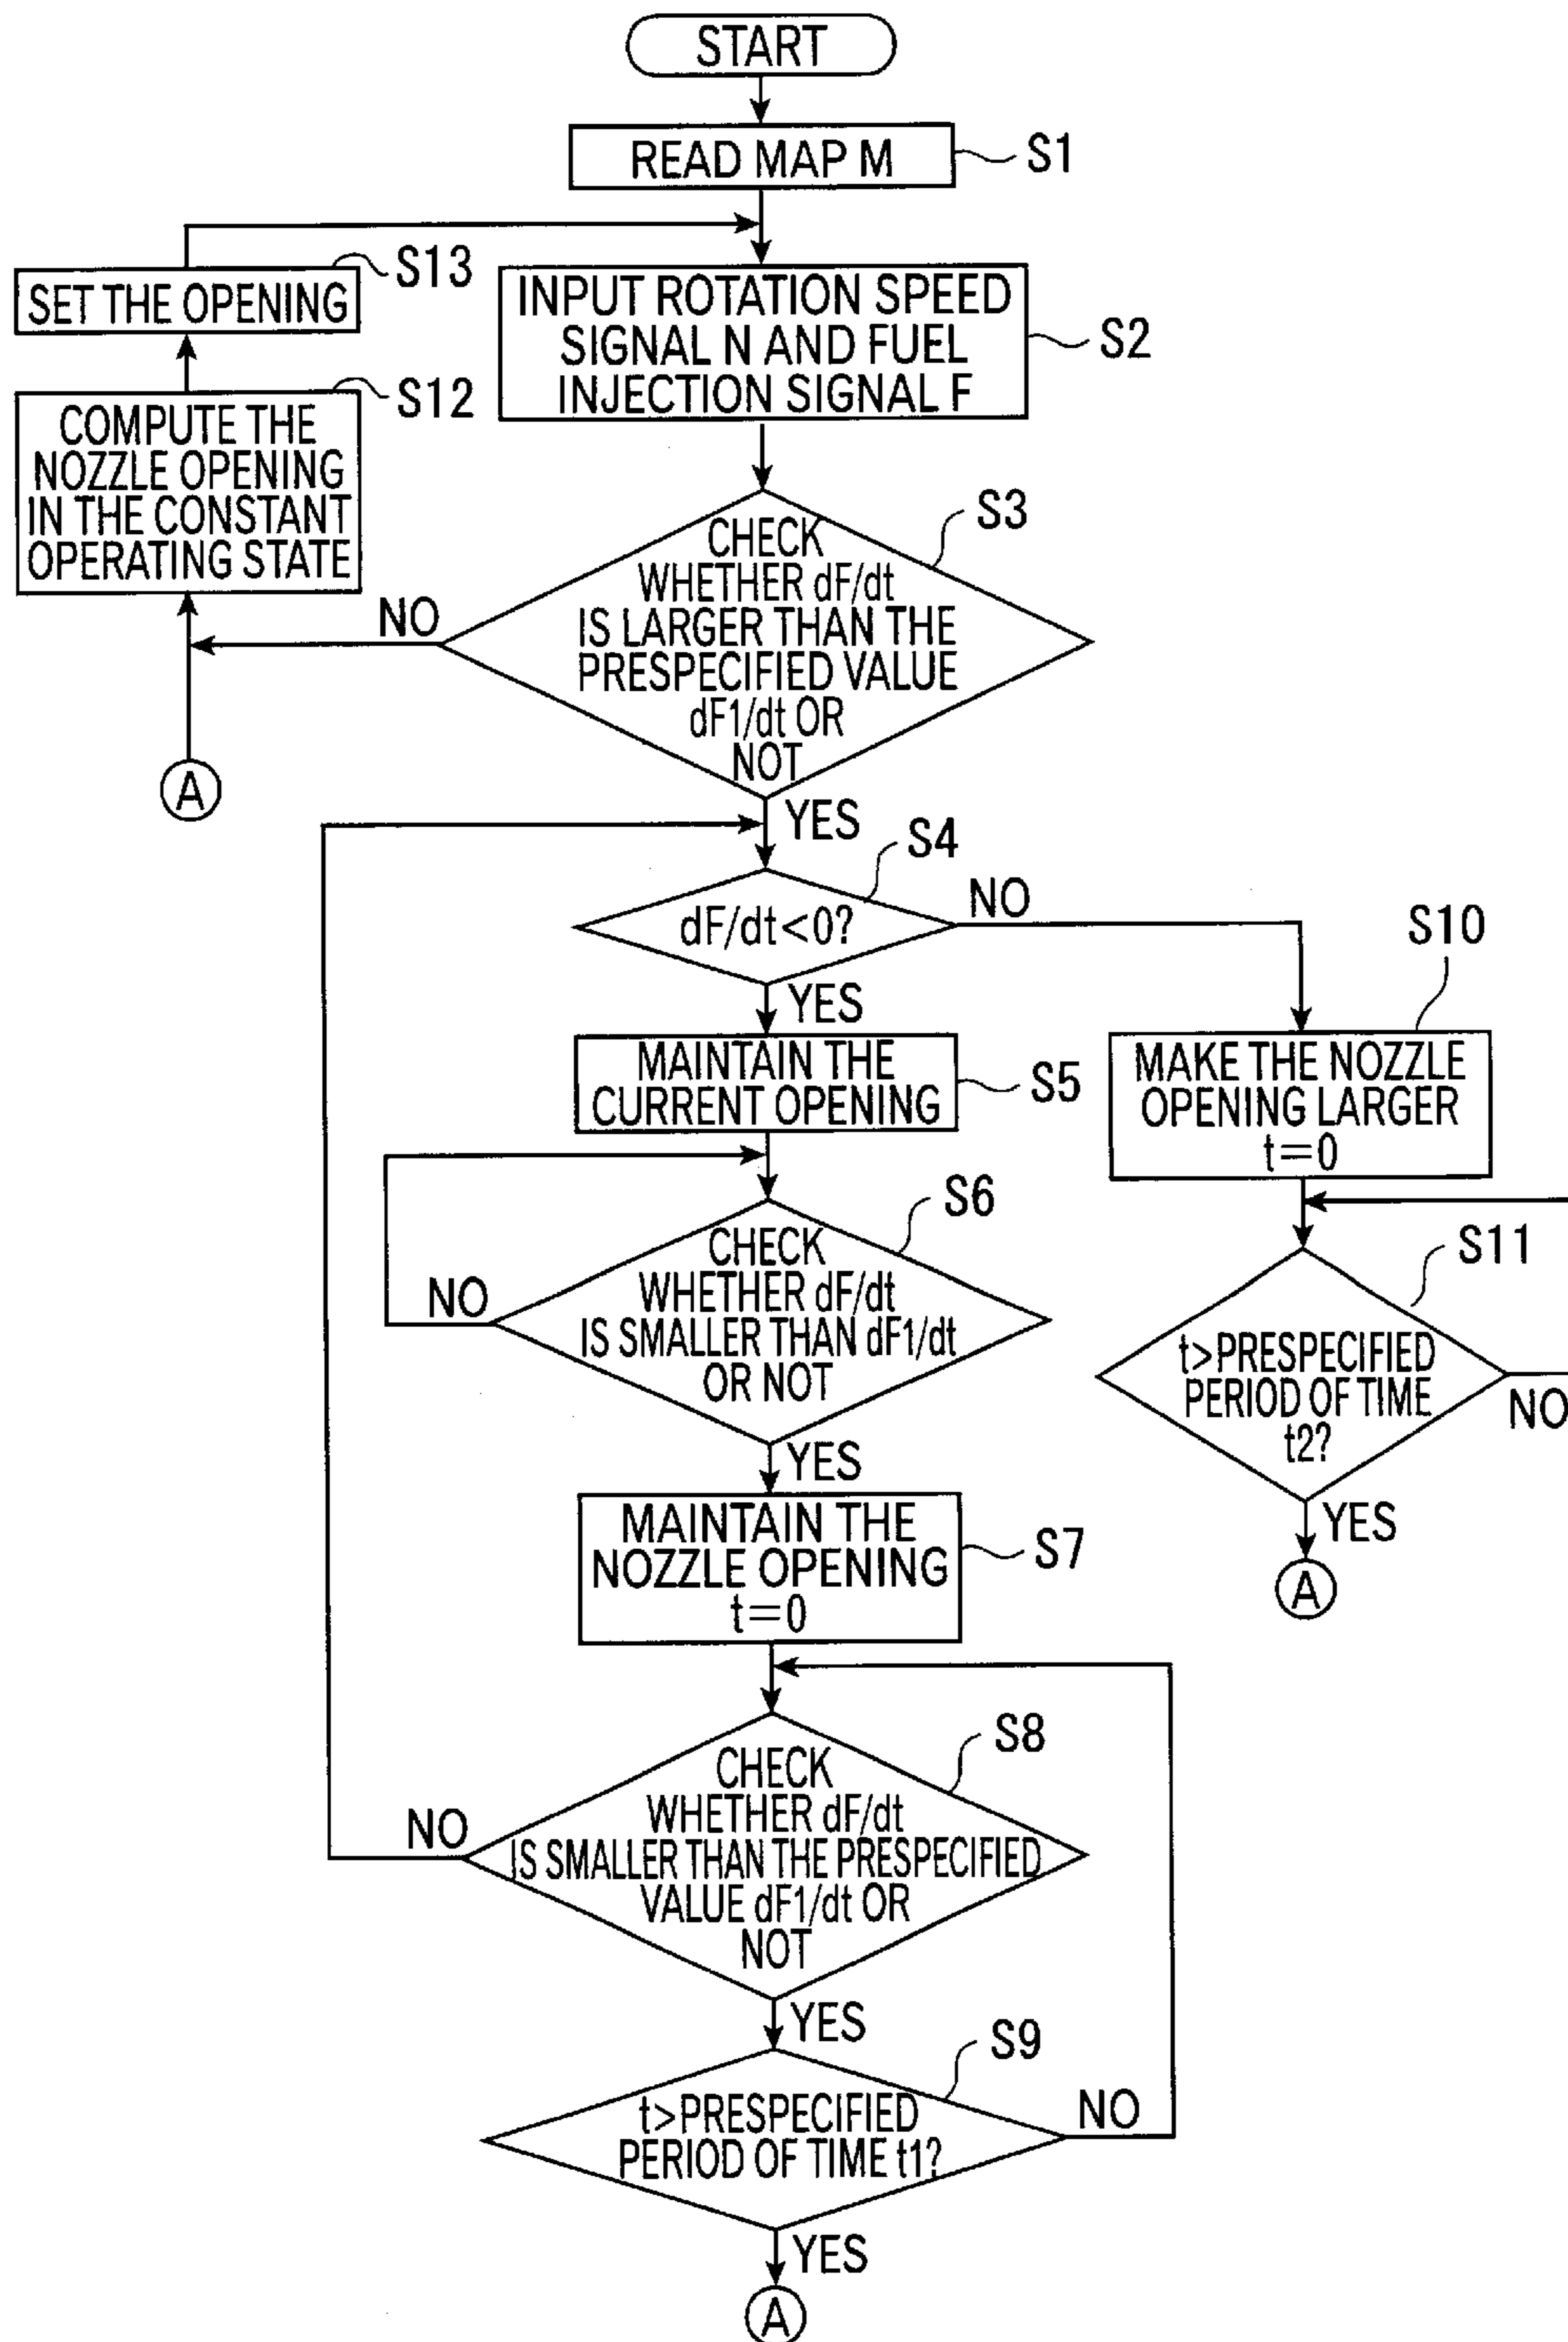 START
READ MAP M
S1
SET THE OPENING
S13
INPUT ROTATION SPEED
SIGNAL N AND FUEL
INJECTION SIGNAL F
S2
COMPUTE THE
NOZZLE OPENING
IN THE CONSTANT
OPERATING STATE
S12
CHECK
WHETHER dF/dt
IS LARGER THAN THE
PRESPECIFIED VALUE
dF1/dt OR
NOT
S3
NO
A
YES
dF/dt<0?
S4
NO
YES
MAINTAIN THE
CURRENT OPENING
S5
MAKE THE NOZZLE
OPENING LARGER
t=0
S10
CHECK
WHETHER dF/dt
IS SMALLER THAN dF1/dt
OR NOT
S6
NO
YES
t>PRESPECIFIED
PERIOD OF TIME
t2?
S11
NO
YES
A
MAINTAIN THE
NOZZLE OPENING
t=0
S7
CHECK
WHETHER dF/dt
IS SMALLER THAN THE PRESPECIFIED
VALUE dF1/dt OR
NOT
S8
NO
YES
t>PRESPECIFIED
PERIOD OF TIME t1?
S9
NO
YES
A